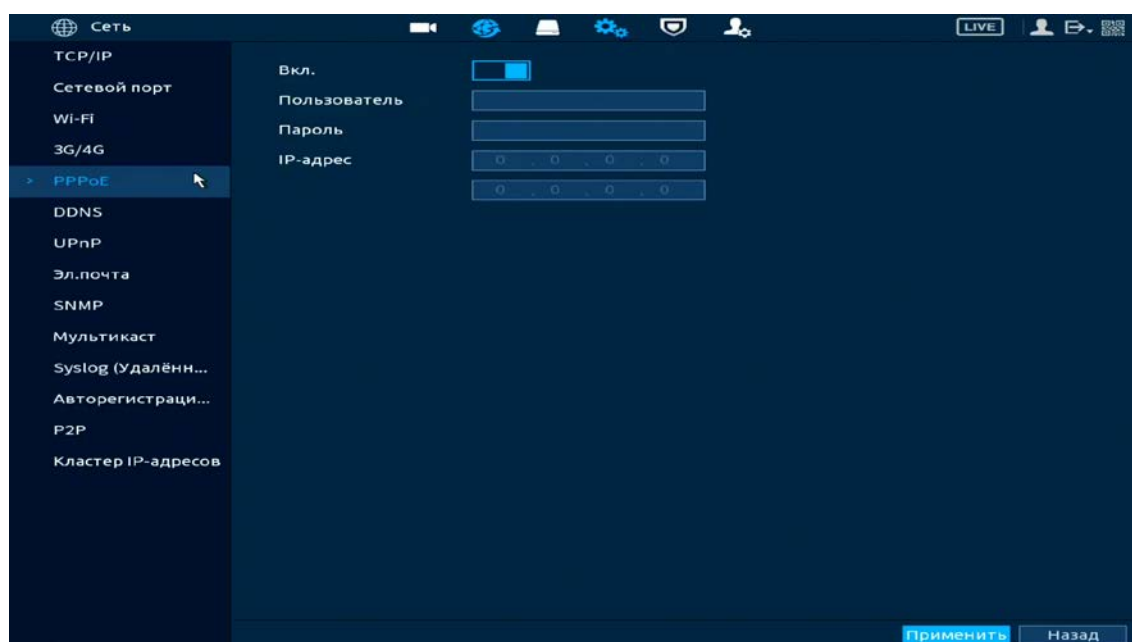 Сеть
LIVE
TCP/IP
Сетевой порт
Wi-Fi
3G/4G
> PPPoE
DDNS
UPnP
Эл.почта
SNMP
Мультикаст
Syslog (Удалённ...
Авторегистраци...
P2P
Кластер IP-адресов
Вкл.
Пользователь
Пароль
IP-адрес
0 . 0 . 0 . 0
0 . 0 . 0 . 0
Применить
Назад